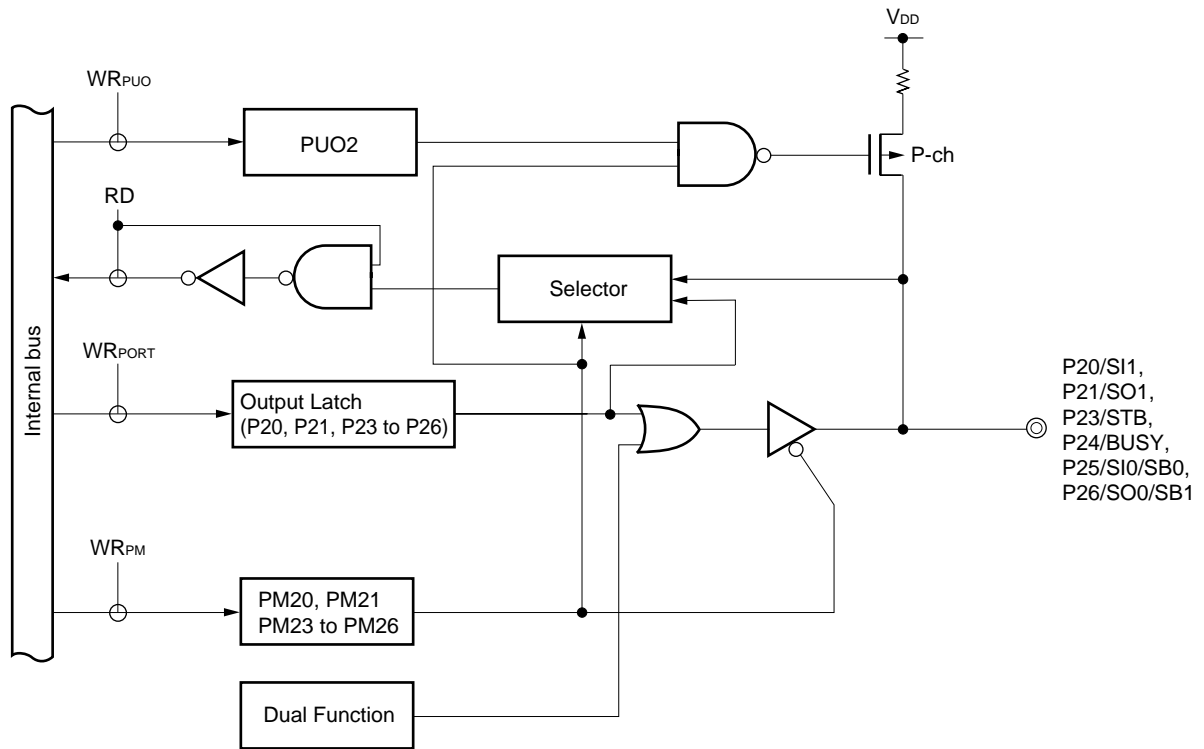 VDD
WRPUO
PUO2
P-ch
RD
Selector
Internal bus
WRPORT
Output Latch
(P20, P21, P23 to P26)
P20/SI1,
P21/SO1,
P23/STB,
P24/BUSY,
P25/SI0/SB0,
P26/SO0/SB1
WRPM
PM20, PM21
PM23 to PM26
Dual Function